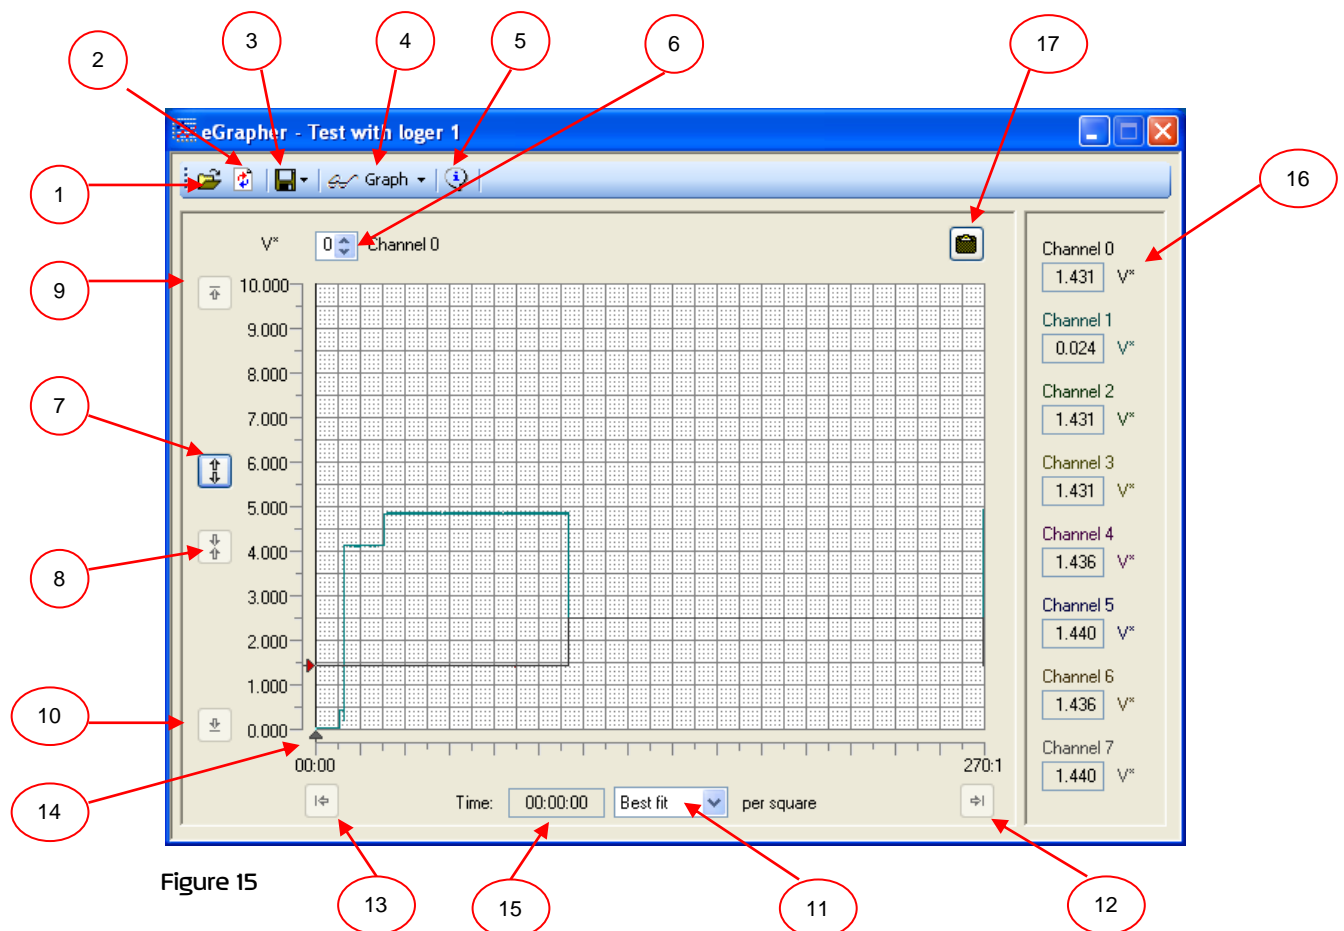 3
4
5
6
17
2
eGrapher - Test with loger 1
1
Graph
16
V*
0
Channel 0
9
10.000
9.000
8.000
7.000
6.000
5.000
4.000
3.000
2.000
1.000
0.000
7
8
10
14
00:00
270:1
Time:
00:00:00
Best fit
per square
Channel 0
1.431 V*
Channel 1
0.024 V*
Channel 2
1.431 V*
Channel 3
1.431 V*
Channel 4
1.436 V*
Channel 5
1.440 V*
Channel 6
1.436 V*
Channel 7
1.440 V*
Figure 15
13
15
11
12